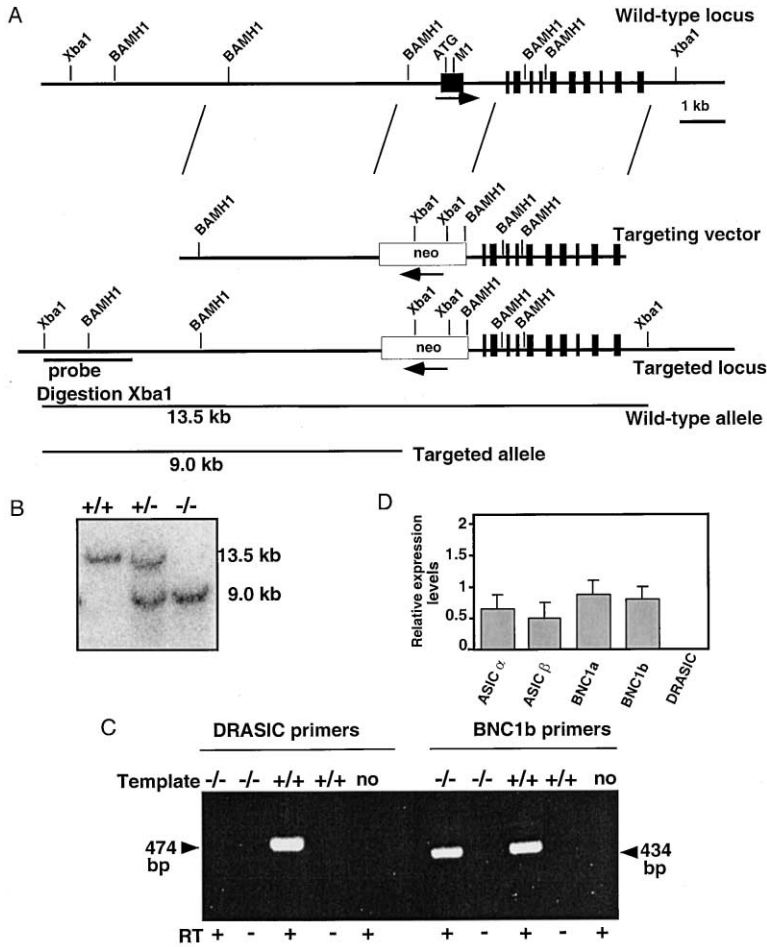 A
Wild-type locus
Xba1 BAMH1 BAMH1 BAMH1 ATG M1 BAMH1 BAMH1 Xba1
1 kb
BAMH1 Xba1 Xba1 BAMH1 BAMH1 BAMH1
Targeting vector
neo
Xba1 BAMH1 BAMH1 Xba1 Xba1 BAMH1 BAMH1 BAMH1 Xba1
neo
Targeted locus
probe
Digestion Xba1
13.5 kb
Wild-type allele
9.0 kb
Targeted allele
B
+/+ +/- -/-
13.5 kb
9.0 kb
D
Relative expression levels
2
1.5
1
0.5
0
ASIC α
ASIC β
BNC1a
BNC1b
DRASIC
C
DRASIC primers BNC1b primers
Template -/- -/- +/+ +/+ no -/- -/- +/+ +/+ no
474 bp
434 bp
RT + - + - + + - + - +